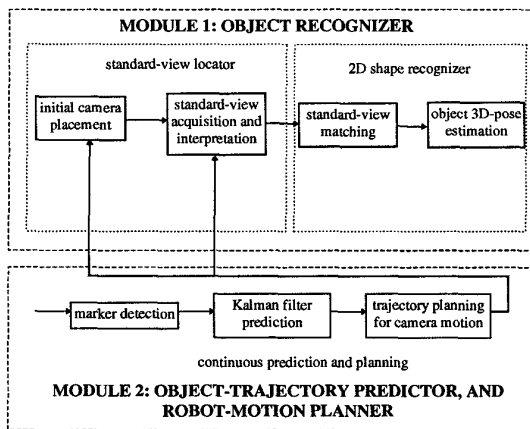 MODULE 1: OBJECT RECOGNIZER
standard-view locator
2D shape recognizer
initial camera
placement
standard-view
acquisition and
interpretation
standard-view
matching
object 3D-pose
estimation
marker detection
Kalman filter
prediction
trajectory planning
for camera motion
continuous prediction and planning
MODULE 2: OBJECT-TRAJECTORY PREDICTOR, AND
ROBOT-MOTION PLANNER